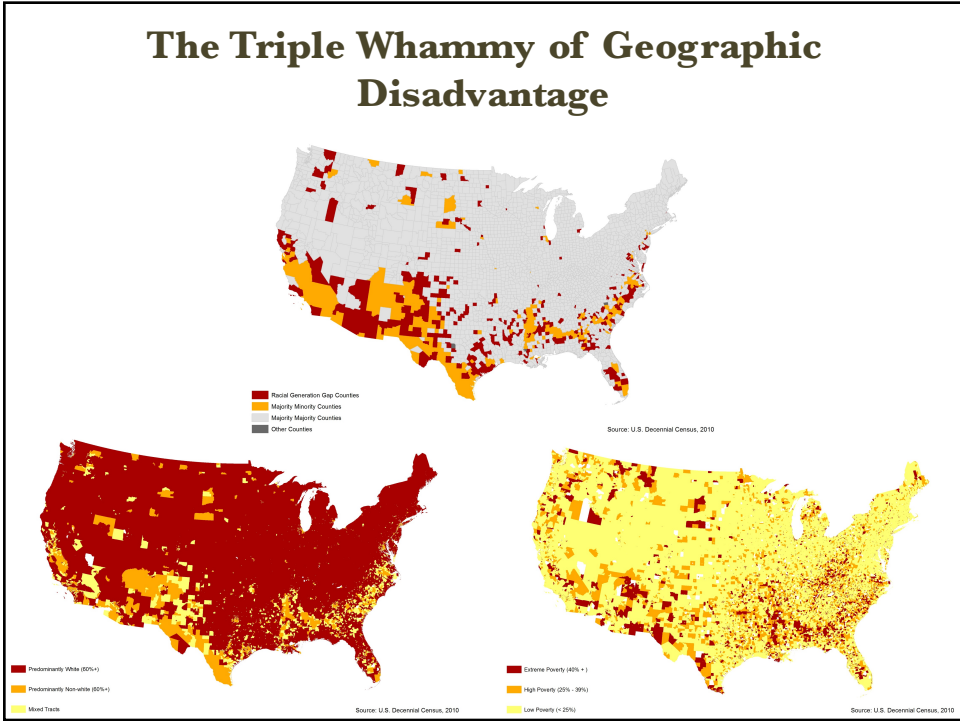 The Triple Whammy of Geographic
Disadvantage
Racial Generation Gap Counties
Majority Minority Counties
Majority Majority Counties
Other Counties
Source: U.S. Decennial Census, 2010
Predominantly White (60%+)
Predominantly Non-white (60%+)
Mixed Tracts
Source: U.S. Decennial Census, 2010
Extreme Poverty (40% + )
High Poverty (25% - 39%)
Low Poverty (< 25%)
Source: U.S. Decennial Census, 2010